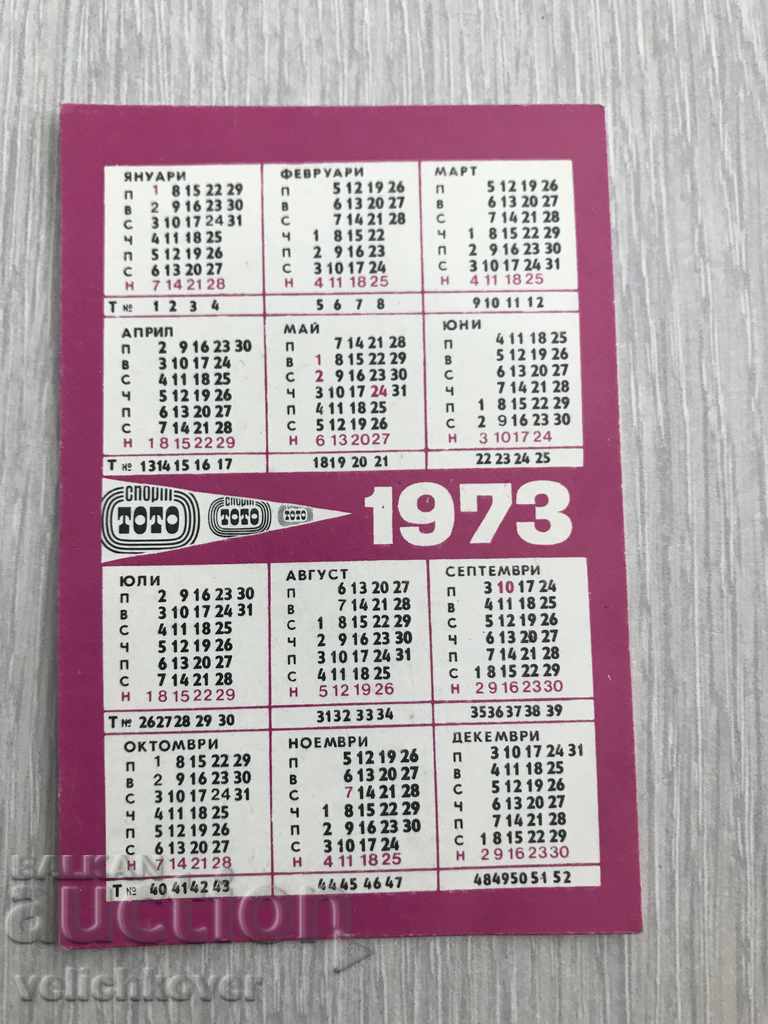 ЯНУАРИ
П 1 8 15 22 29
В 2 9 16 23 30
С 3 10 17 24 31
Ч 4 11 18 25
П 5 12 19 26
С 6 13 20 27
Н 7 14 21 28
ФЕВРУАРИ
П 5 12 19 26
В 6 13 20 27
С 7 14 21 28
Ч 1 8 15 22
П 2 9 16 23
С 3 10 17 24
Н 4 11 18 25
МАРТ
П 5 12 19 26
В 6 13 20 27
С 7 14 21 28
Ч 1 8 15 22 29
П 2 9 16 23 30
С 3 10 17 24 31
Н 4 11 18 25
Т № 1 2 3 4 5 6 7 8 9 10 11 12
АПРИЛ
П 2 9 16 23 30
В 3 10 17 24
С 4 11 18 25
Ч 5 12 19 26
П 6 13 20 27
С 7 14 21 28
Н 1 8 15 22 29
МАЙ
П 7 14 21 28
В 1 8 15 22 29
С 2 9 16 23 30
Ч 3 10 17 24 31
П 4 11 18 25
С 5 12 19 26
Н 6 13 20 27
ЮНИ
П 4 11 18 25
В 5 12 19 26
С 6 13 20 27
Ч 7 14 21 28
П 1 8 15 22 29
С 2 9 16 23 30
Н 3 10 17 24
Т № 13 14 15 16 17 18 19 20 21 22 23 24 25
СПОРТ ТОТО СПОРТ ТОТО СПОРТ ТОТО 1973
ЮЛИ
П 2 9 16 23 30
В 3 10 17 24 31
С 4 11 18 25
Ч 5 12 19 26
П 6 13 20 27
С 7 14 21 28
Н 1 8 15 22 29
АВГУСТ
П 6 13 20 27
В 7 14 21 28
С 1 8 15 22 29
Ч 2 9 16 23 30
П 3 10 17 24 31
С 4 11 18 25
Н 5 12 19 26
СЕПТЕМВРИ
П 3 10 17 24
В 4 11 18 25
С 5 12 19 26
Ч 6 13 20 27
П 7 14 21 28
С 1 8 15 22 29
Н 2 9 16 23 30
Т № 26 27 28 29 30 31 32 33 34 35 36 37 38 39
ОКТОМВРИ
П 1 8 15 22 29
В 2 9 16 23 30
С 3 10 17 24 31
Ч 4 11 18 25
П 5 12 19 26
С 6 13 20 27
Н 7 14 21 28
НОЕМВРИ
П 5 12 19 26
В 6 13 20 27
С 7 14 21 28
Ч 1 8 15 22 29
П 2 9 16 23 30
С 3 10 17 24
Н 4 11 18 25
ДЕКЕМВРИ
П 3 10 17 24 31
В 4 11 18 25
С 5 12 19 26
Ч 6 13 20 27
П 7 14 21 28
С 1 8 15 22 29
Н 2 9 16 23 30
Т № 40 41 42 43 44 45 46 47 48 49 50 51 52
BALKAN
auction
velichkover